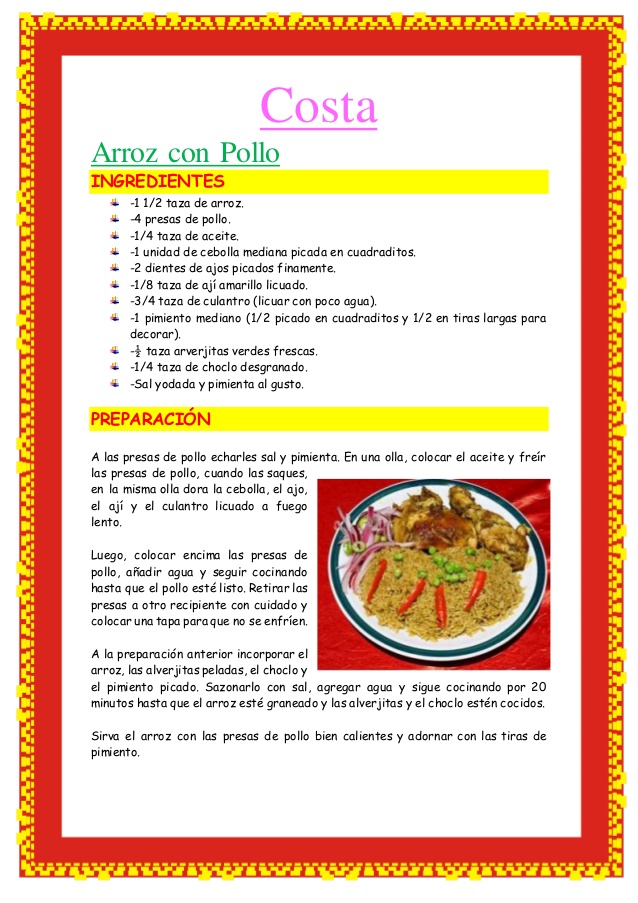 Costa
Arroz con Pollo
INGREDIENTES
-1 1/2 taza de arroz.
-4 presas de pollo.
-1/4 taza de aceite.
-1 unidad de cebolla mediana picada en cuadraditos.
-2 dientes de ajos picados finamente.
-1/8 taza de ají amarillo licuado.
-3/4 taza de culantro (licuar con poco agua).
-1 pimiento mediano (1/2 picado en cuadraditos y 1/2 en tiras largas para
decorar).
-½ taza arverjitas verdes frescas.
-1/4 taza de choclo desgranado.
-Sal yodada y pimienta al gusto.
PREPARACIÓN
A las presas de pollo echarles sal y pimienta. En una olla, colocar el aceite y freír
las presas de pollo, cuando las saques,
en la misma olla dora la cebolla, el ajo,
el ají y el culantro licuado a fuego
lento.
Luego, colocar encima las presas de
pollo, añadir agua y seguir cocinando
hasta que el pollo esté listo. Retirar las
presas a otro recipiente con cuidado y
colocar una tapa para que no se enfríen.
A la preparación anterior incorporar el
arroz, las alverjitas peladas, el choclo y
el pimiento picado. Sazonarlo con sal, agregar agua y sigue cocinando por 20
minutos hasta que el arroz esté graneado y las alverjitas y el choclo estén cocidos.
Sirva el arroz con las presas de pollo bien calientes y adornar con las tiras de
pimiento.